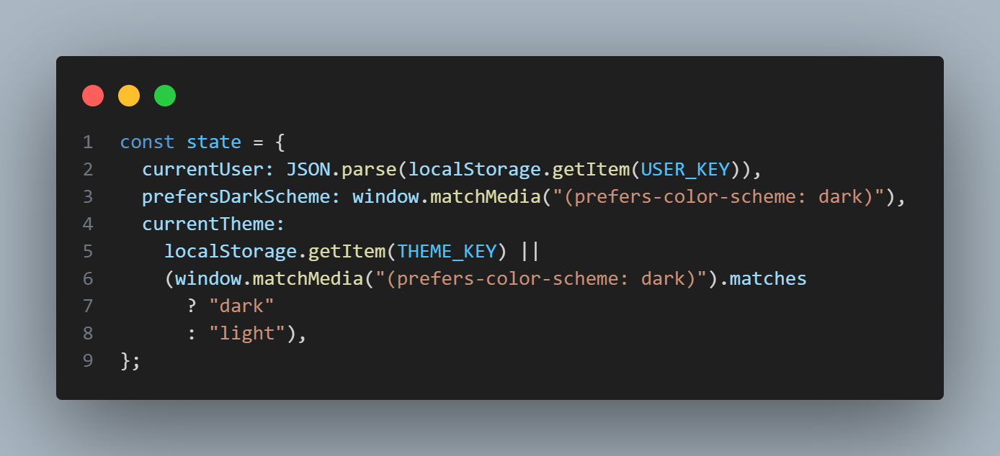 1 const state = {
2   currentUser: JSON.parse(localStorage.getItem(USER_KEY)),
3   prefersDarkScheme: window.matchMedia("(prefers-color-scheme: dark)"),
4   currentTheme:
5     localStorage.getItem(THEME_KEY) ||
6     (window.matchMedia("(prefers-color-scheme: dark)").matches
7       ? "dark"
8       : "light"),
9 };